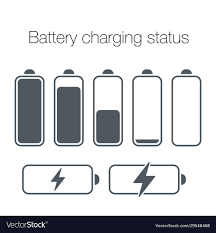 Battery charging status
VectorStock
VectorStock.com/29548468